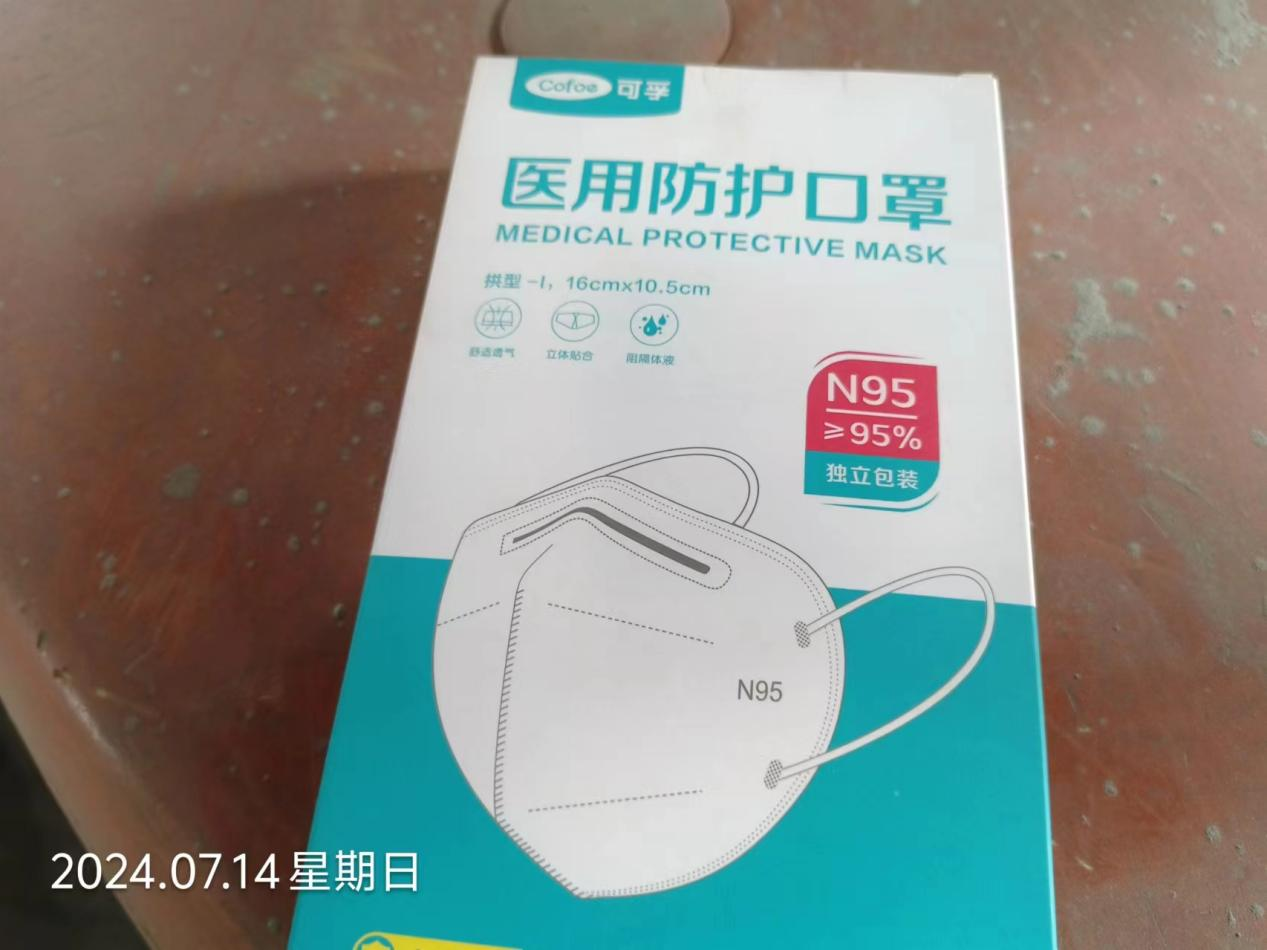 Cofoe 可孚
医用防护口罩
MEDICAL PROTECTIVE MASK
拱型-I，16cmx10.5cm
舒适透气 立体贴合 阻隔体液
N95
≥95%
独立包装
N95
2024.07.14星期日